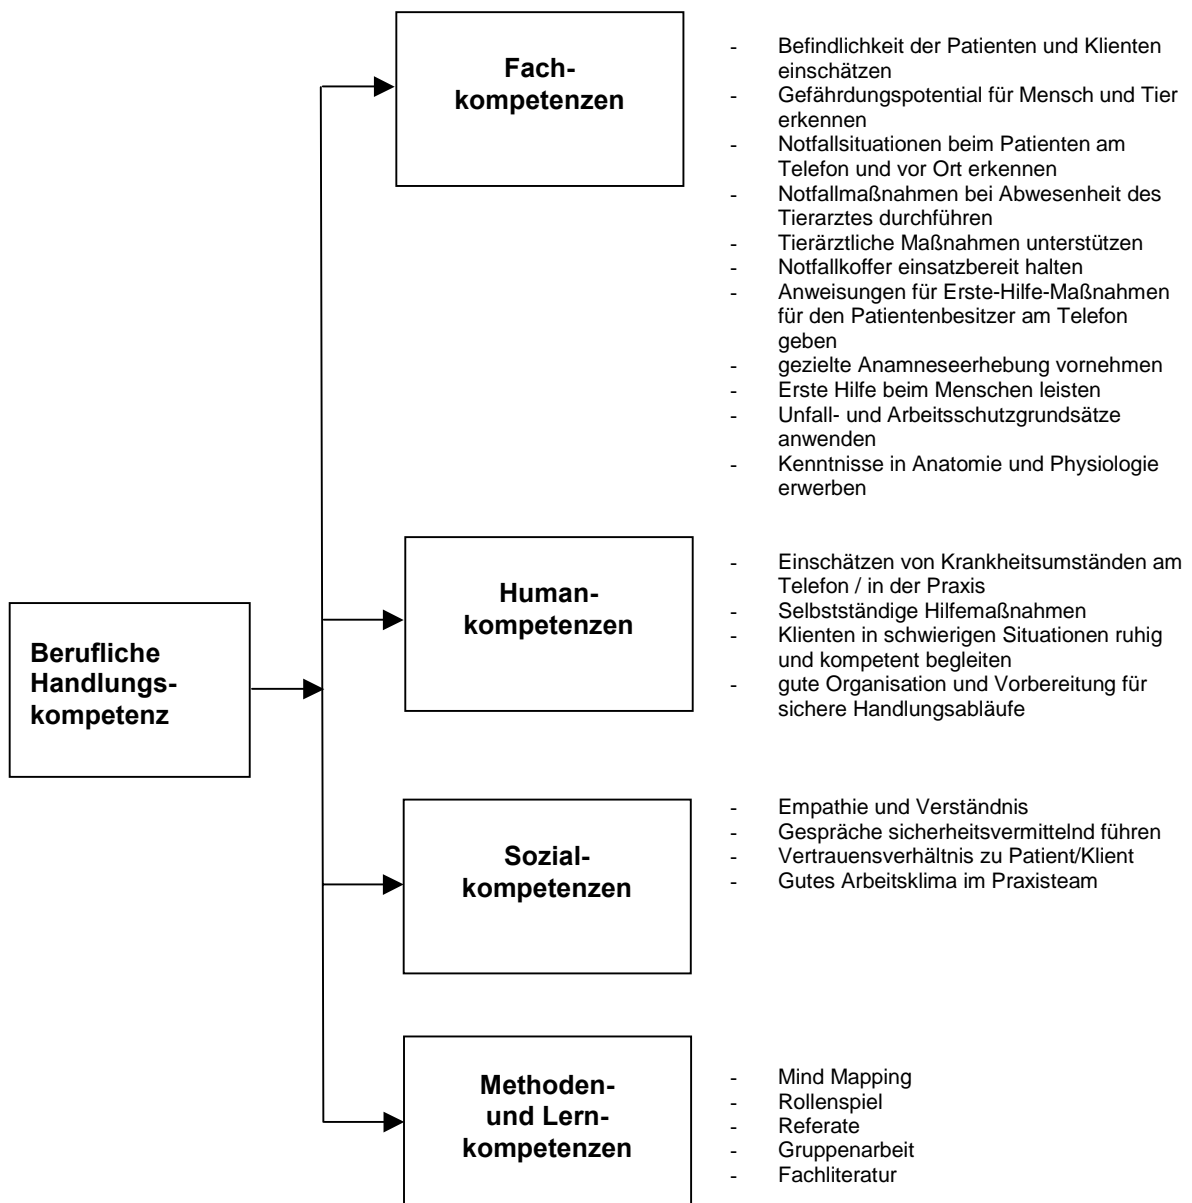 Fach-
kompetenzen
- Befindlichkeit der Patienten und Klienten
einschätzen
- Gefährdungspotential für Mensch und Tier
erkennen
- Notfallsituationen beim Patienten am
Telefon und vor Ort erkennen
- Notfallmaßnahmen bei Abwesenheit des
Tierarztes durchführen
- Tierärztliche Maßnahmen unterstützen
- Notfallkoffer einsatzbereit halten
- Anweisungen für Erste-Hilfe-Maßnahmen
für den Patientenbesitzer am Telefon
geben
- gezielte Anamneseerhebung vornehmen
- Erste Hilfe beim Menschen leisten
- Unfall- und Arbeitsschutzgrundsätze
anwenden
- Kenntnisse in Anatomie und Physiologie
erwerben
Berufliche
Handlungs-
kompetenz
Human-
kompetenzen
- Einschätzen von Krankheitsumständen am
Telefon / in der Praxis
- Selbstständige Hilfemaßnahmen
- Klienten in schwierigen Situationen ruhig
und kompetent begleiten
- gute Organisation und Vorbereitung für
sichere Handlungsabläufe
Sozial-
kompetenzen
- Empathie und Verständnis
- Gespräche sicherheitsvermittelnd führen
- Vertrauensverhältnis zu Patient/Klient
- Gutes Arbeitsklima im Praxisteam
Methoden-
und Lern-
kompetenzen
- Mind Mapping
- Rollenspiel
- Referate
- Gruppenarbeit
- Fachliteratur